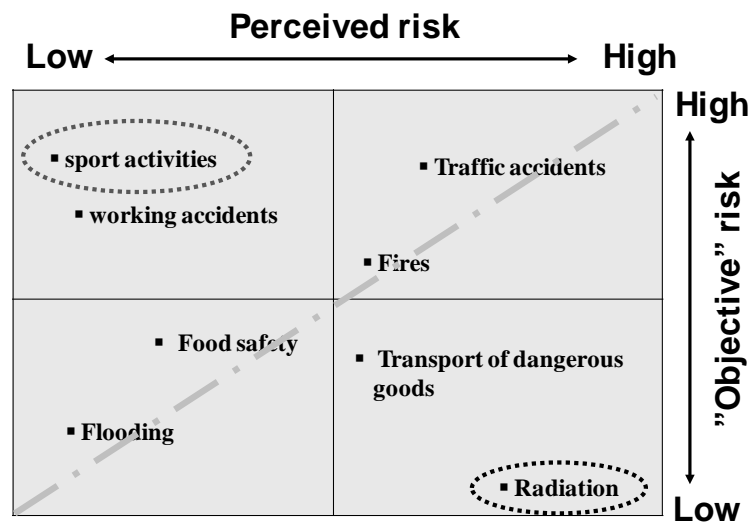 Perceived risk
Low
High
High
▪ sport activities
▪ Traffic accidents
▪ working accidents
▪ Fires
▪ Food safety
▪ Transport of dangerous
goods
▪ Flooding
▪ Radiation
Low
”Objective” risk